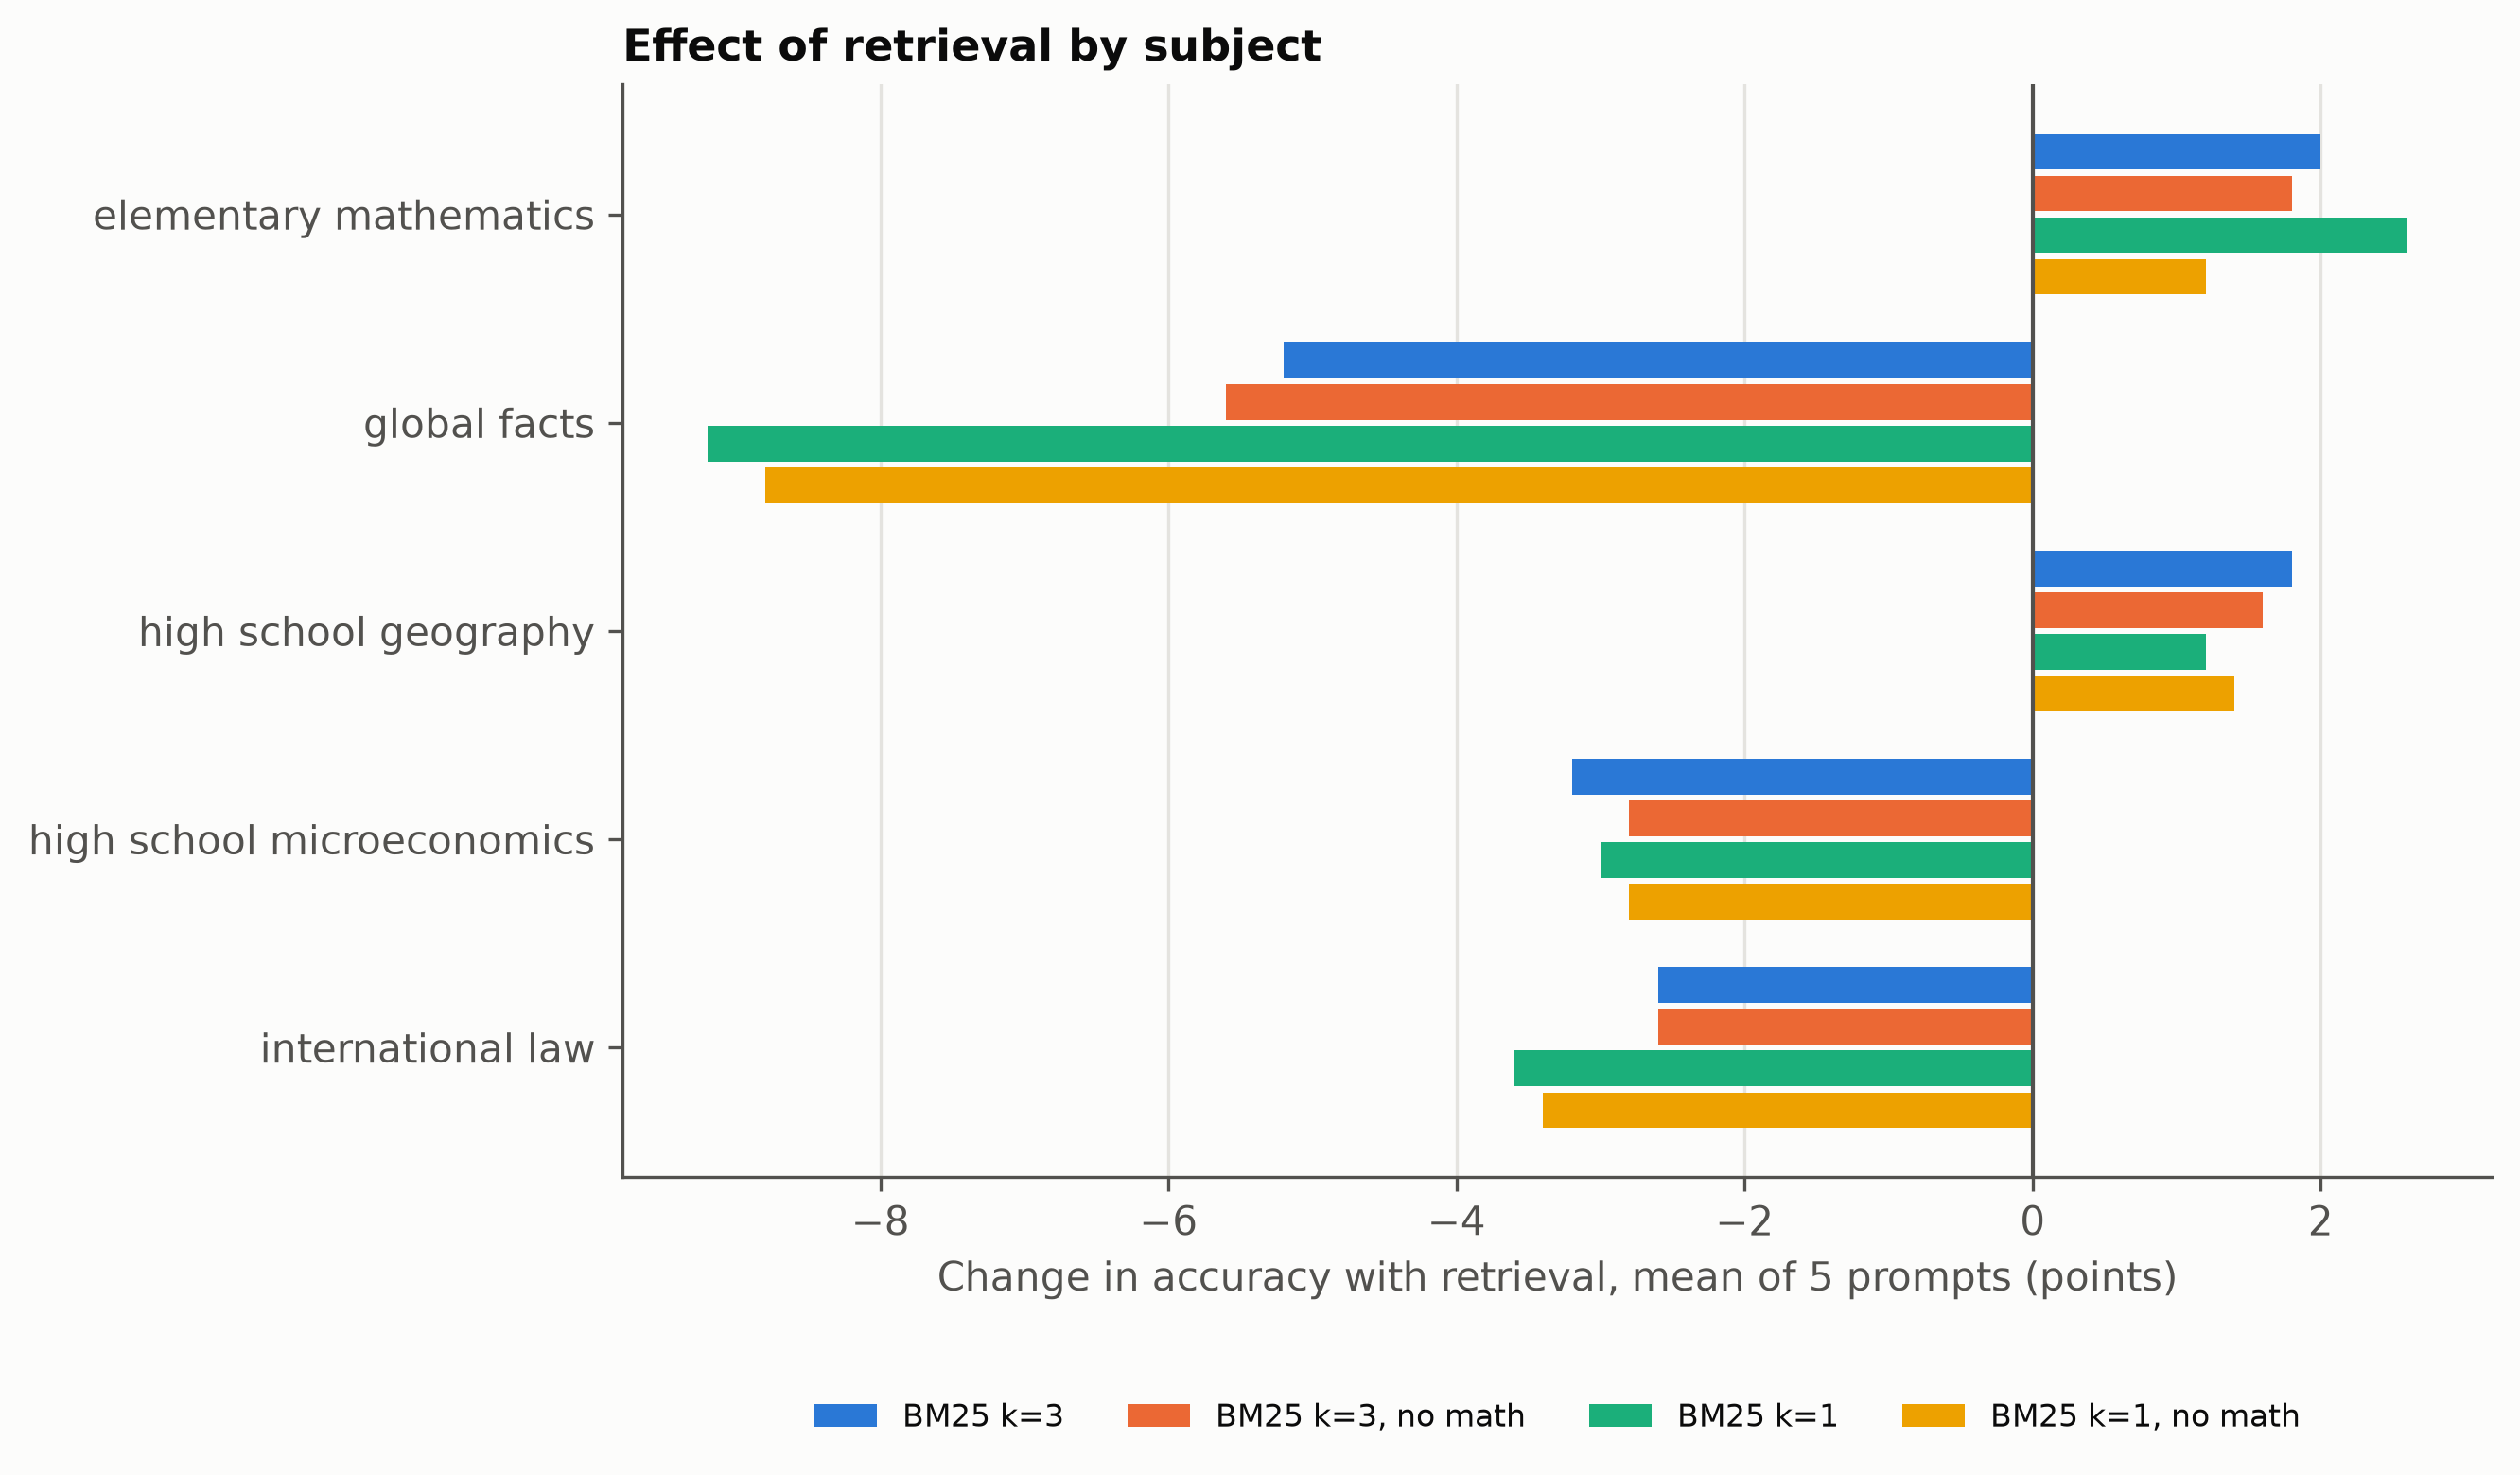 Effect of retrieval by subject
elementary mathematics
global facts
high school geography
high school microeconomics
international law
−8 −6 −4 −2 0 2
Change in accuracy with retrieval, mean of 5 prompts (points)
BM25 k=3 BM25 k=3, no math BM25 k=1 BM25 k=1, no math